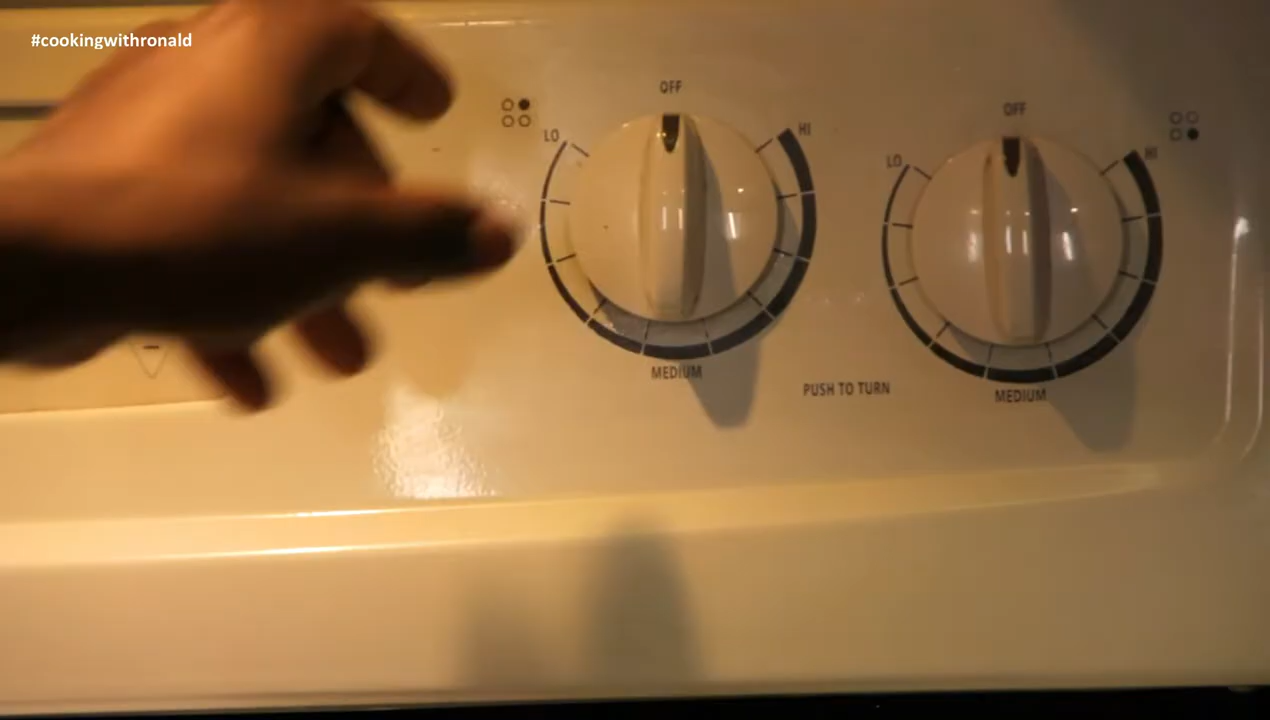 #cookingwithronald
OFF
LO
HI
MEDIUM
PUSH TO TURN
OFF
LO
HI
MEDIUM